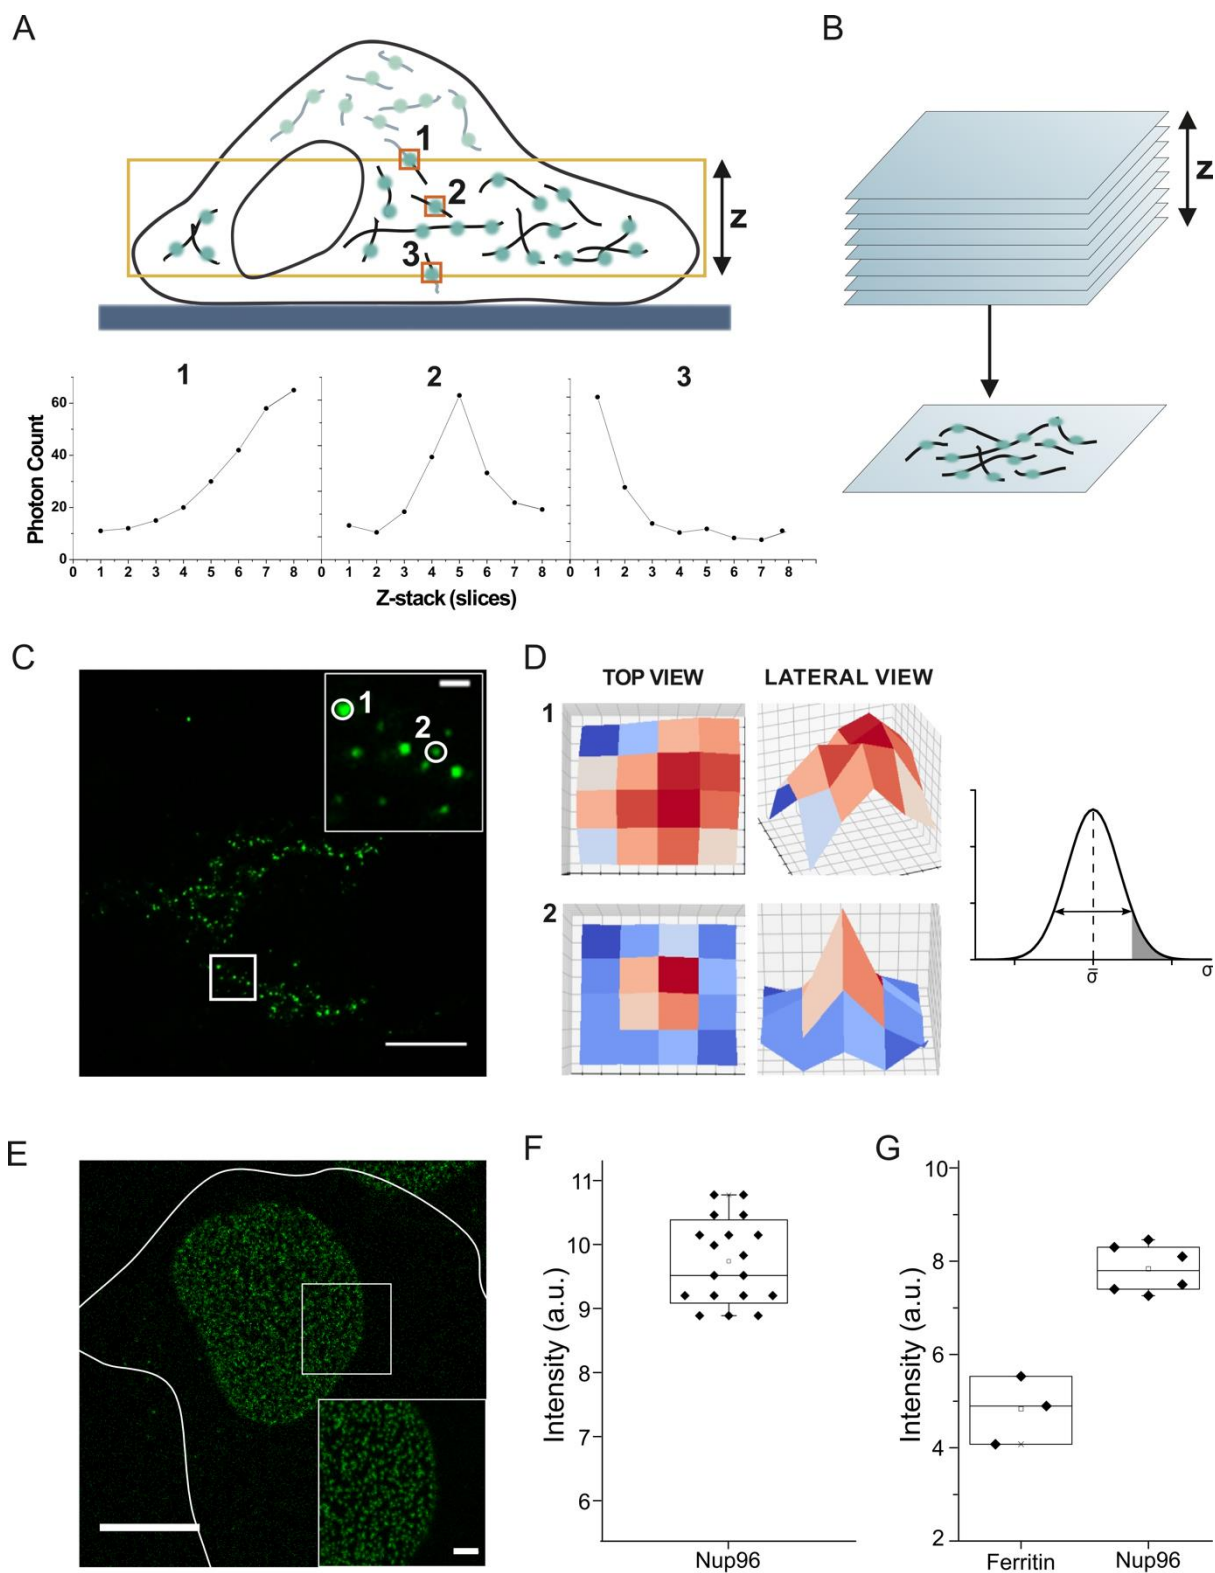 A
B
1
2
3
z
z
1
2
3
Photon Count
60
40
20
0
0 1 2 3 4 5 6 7 8
0 1 2 3 4 5 6 7 8
0 1 2 3 4 5 6 7 8
Z-stack (slices)
C
1
2
D
TOP VIEW
LATERAL VIEW
1
2
σ̅
σ
E
F
Intensity (a.u.)
11
10
9
8
7
6
Nup96
G
Intensity (a.u.)
10
8
6
4
2
Ferritin
Nup96